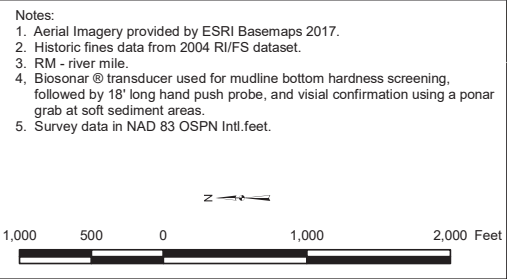 Notes:
1. Aerial Imagery provided by ESRI Basemaps 2017.
2. Historic fines data from 2004 RI/FS dataset.
3. RM - river mile.
4, Biosonar ® transducer used for mudline bottom hardness screening,
followed by 18' long hand push probe, and visial confirmation using a ponar
grab at soft sediment areas.
5. Survey data in NAD 83 OSPN Intl.feet.
N
1,000 500 0 1,000 2,000 Feet